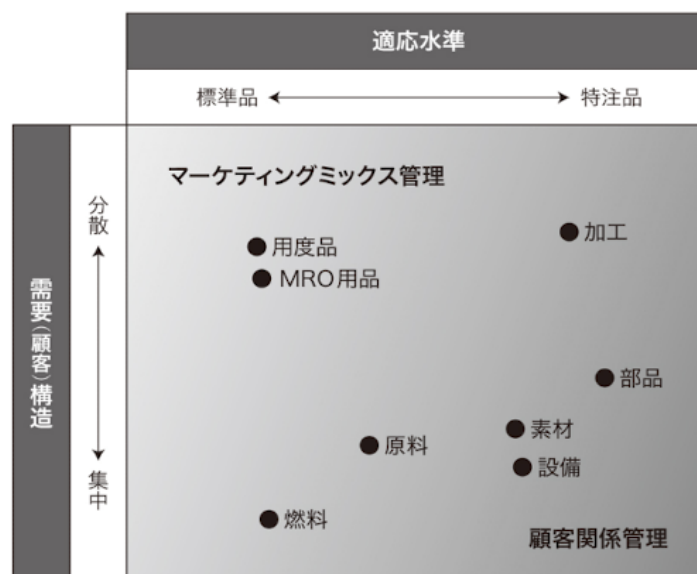 適応水準
標準品
特注品
需要(顧客)構造
分散
集中
マーケティングミックス管理
加工
用度品
MRO用品
部品
素材
原料
設備
燃料
顧客関係管理